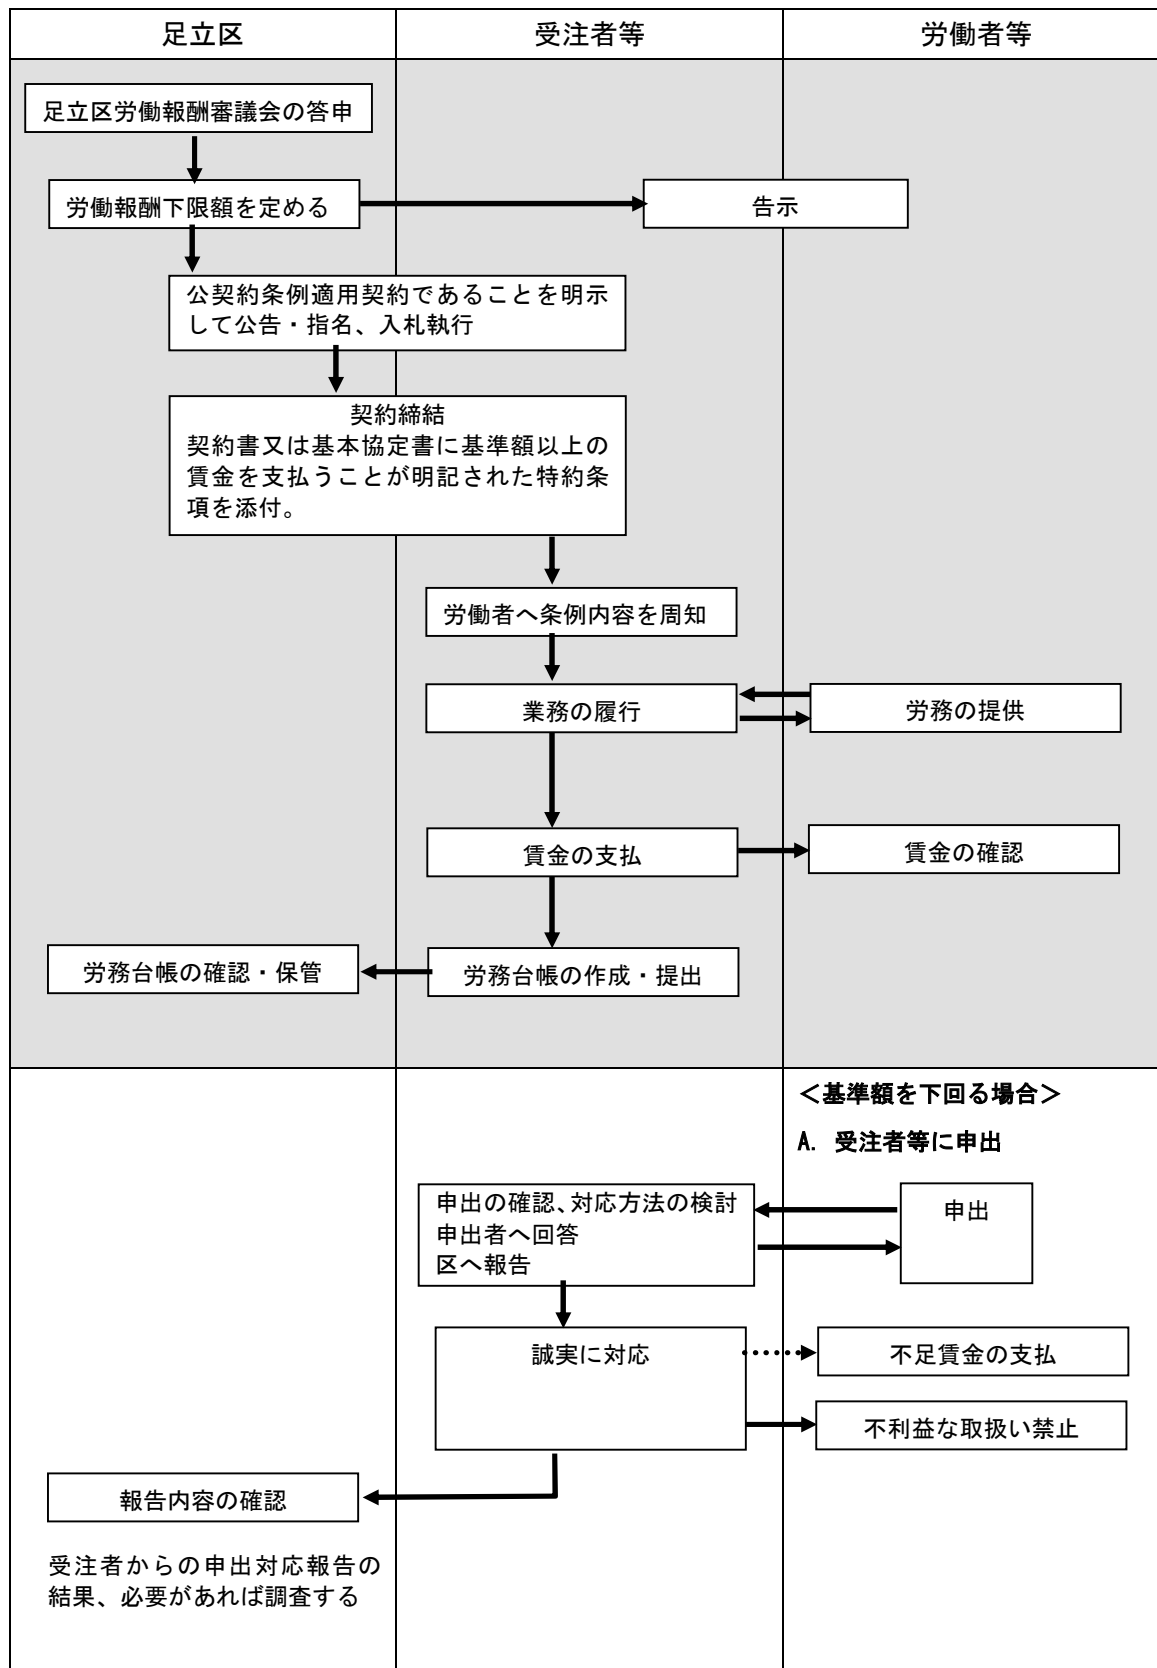 足立区
受注者等
労働者等
足立区労働報酬審議会の答申
労働報酬下限額を定める
告示
公契約条例適用契約であることを明示
して公告・指名、入札執行
契約締結
契約書又は基本協定書に基準額以上の
賃金を支払うことが明記された特約条
項を添付。
労働者へ条例内容を周知
業務の履行
労務の提供
賃金の支払
賃金の確認
労務台帳の確認・保管
労務台帳の作成・提出
＜基準額を下回る場合＞
A. 受注者等に申出
申出の確認、対応方法の検討
申出者へ回答
区へ報告
申出
誠実に対応
不足賃金の支払
不利益な取扱い禁止
報告内容の確認
受注者からの申出対応報告の
結果、必要があれば調査する